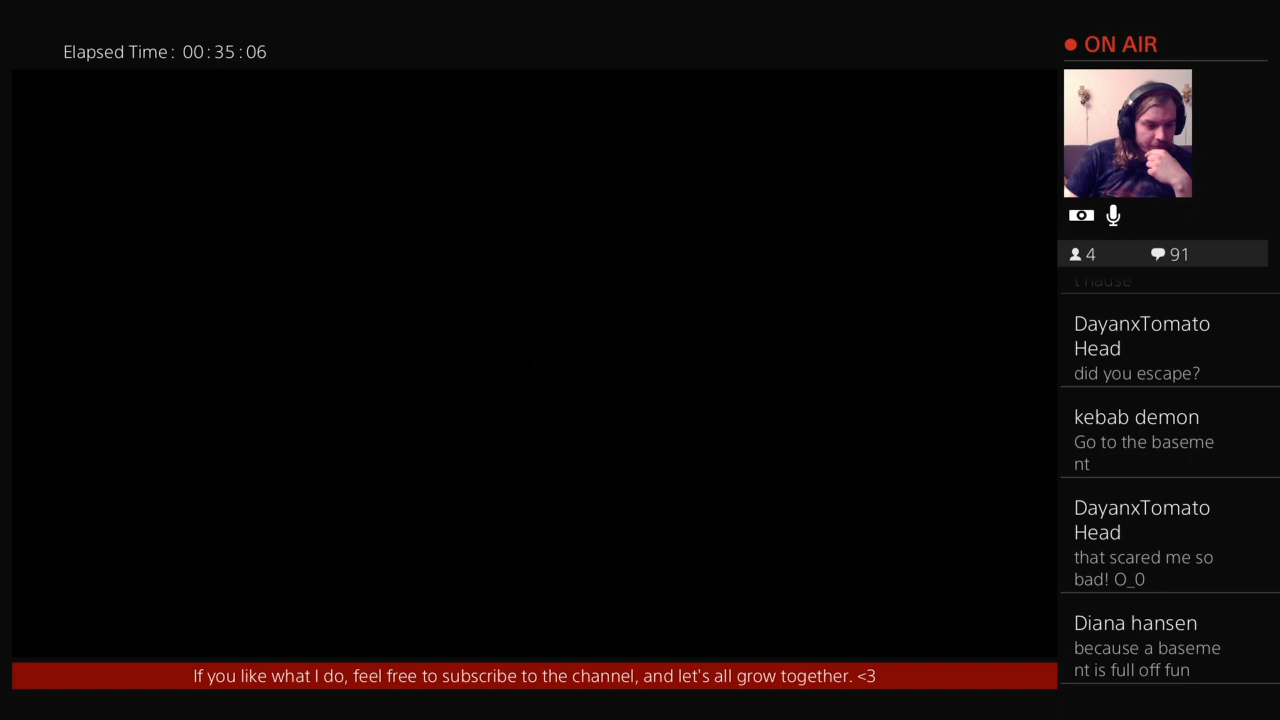 Elapsed Time: 00:35:06
ON AIR
4
91
t hause
DayanxTomato
Head
did you escape?
kebab demon
Go to the baseme
nt
DayanxTomato
Head
that scared me so
bad! O_0
Diana hansen
because a baseme
nt is full off fun
If you like what I do, feel free to subscribe to the channel, and let's all grow together. <3